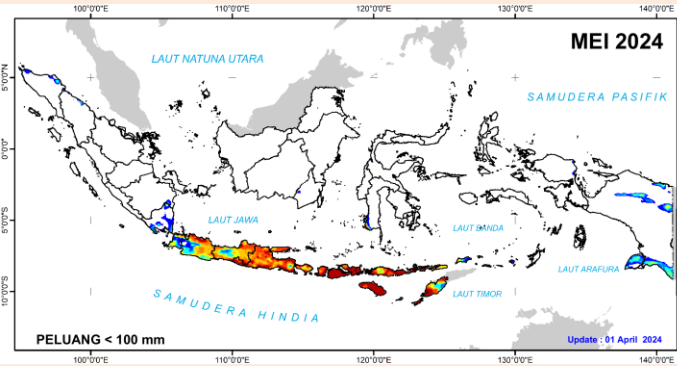 100°0'0"E 110°0'0"E 120°0'0"E 130°0'0"E 140°0'0"E
MEI 2024
LAUT NATUNA UTARA
5°0'0"N
SAMUDERA PASIFIK
0°0'0"
LAUT JAWA
LAUT BANDA
5°0'0"S
LAUT ARAFURA
10°0'0"S
SAMUDERA HINDIA
LAUT TIMOR
PELUANG < 100 mm
Update : 01 April 2024
100°0'0"E 110°0'0"E 120°0'0"E 130°0'0"E 140°0'0"E